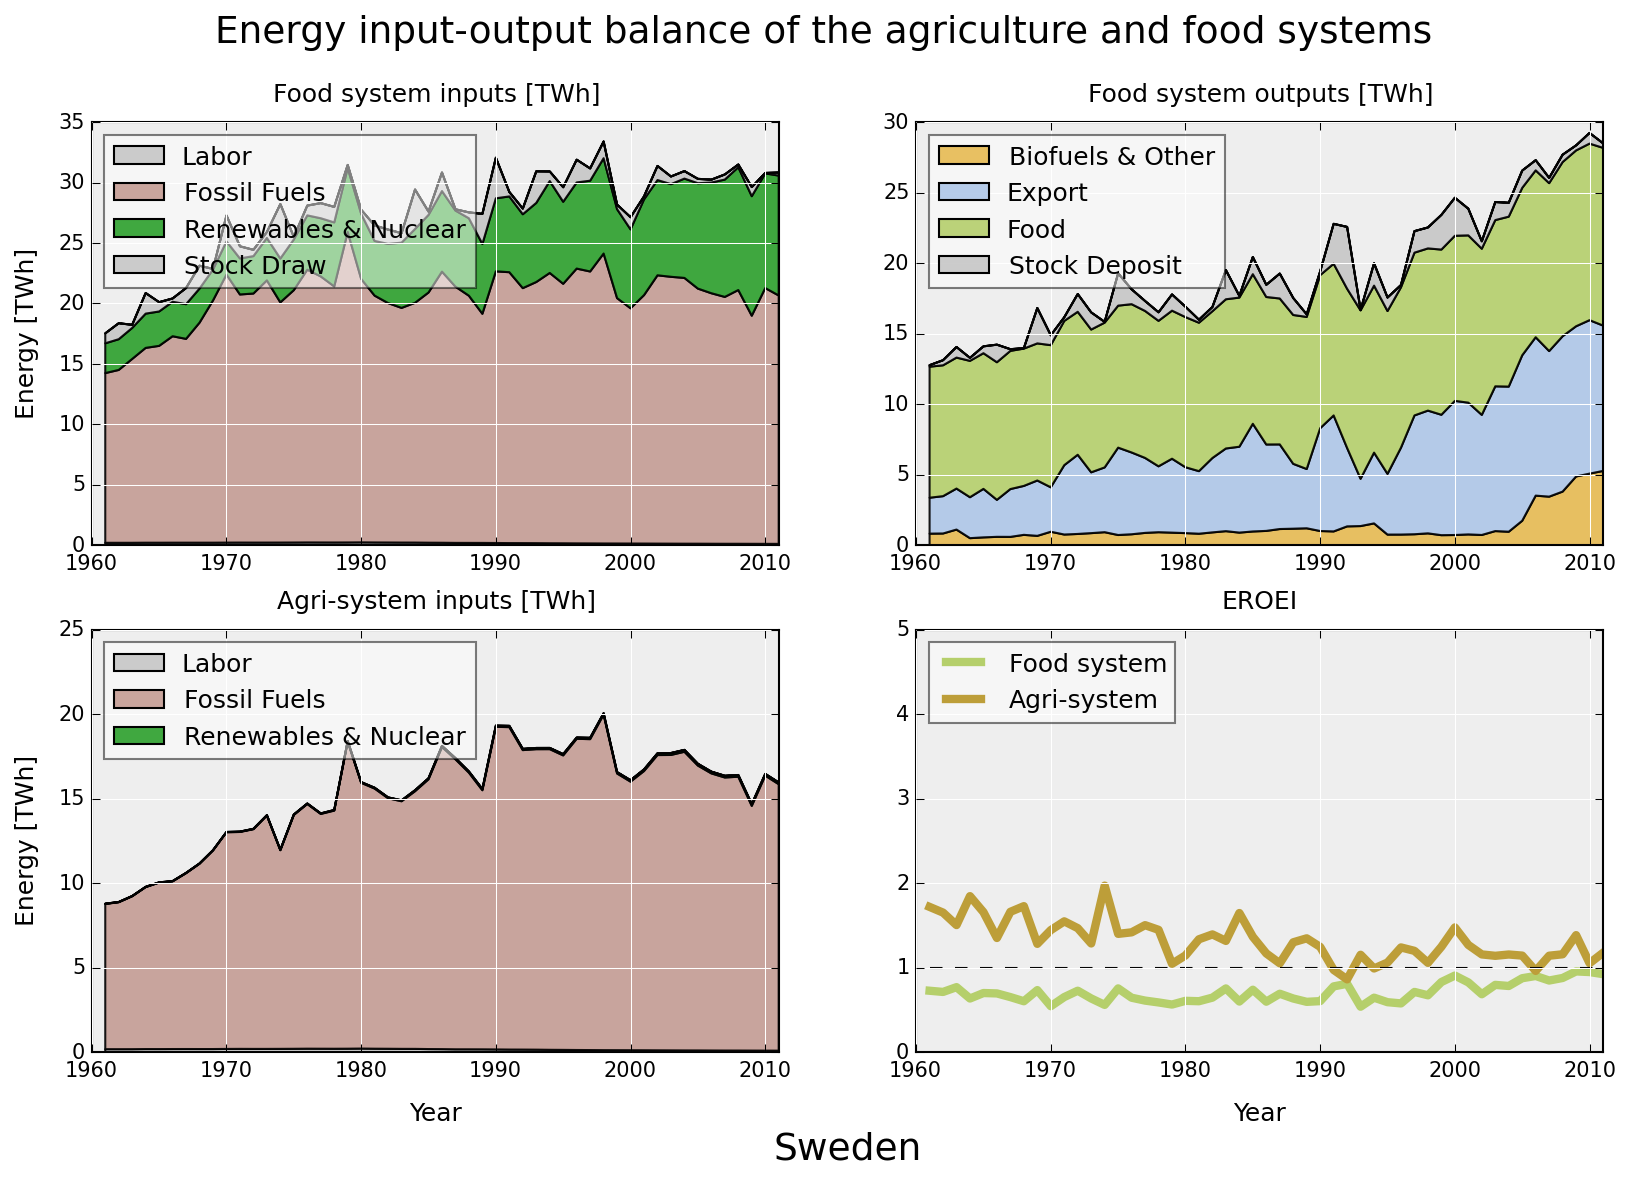 Energy input-output balance of the agriculture and food systems
Food system inputs [TWh]
Energy [TWh]
35
30
25
20
15
10
5
0
Labor
Fossil Fuels
Renewables & Nuclear
Stock Draw
1960 1970 1980 1990 2000 2010
Food system outputs [TWh]
30
25
20
15
10
5
0
Biofuels & Other
Export
Food
Stock Deposit
1960 1970 1980 1990 2000 2010
Agri-system inputs [TWh]
Energy [TWh]
25
20
15
10
5
0
Labor
Fossil Fuels
Renewables & Nuclear
1960 1970 1980 1990 2000 2010
Year
EROEI
5
4
3
2
1
0
Food system
Agri-system
1960 1970 1980 1990 2000 2010
Year
Sweden